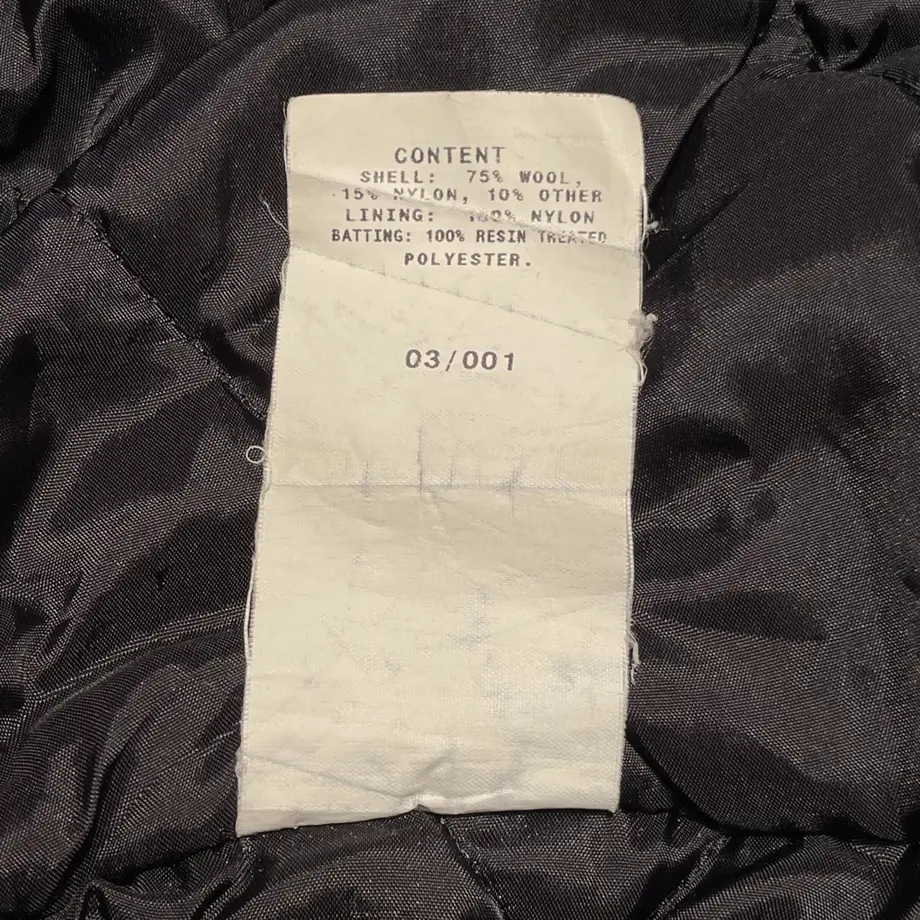 CONTENT
SHELL: 75% WOOL,
15% NYLON, 10% OTHER
LINING: 100% NYLON
BATTING: 100% RESIN TREATED
POLYESTER.
03/001